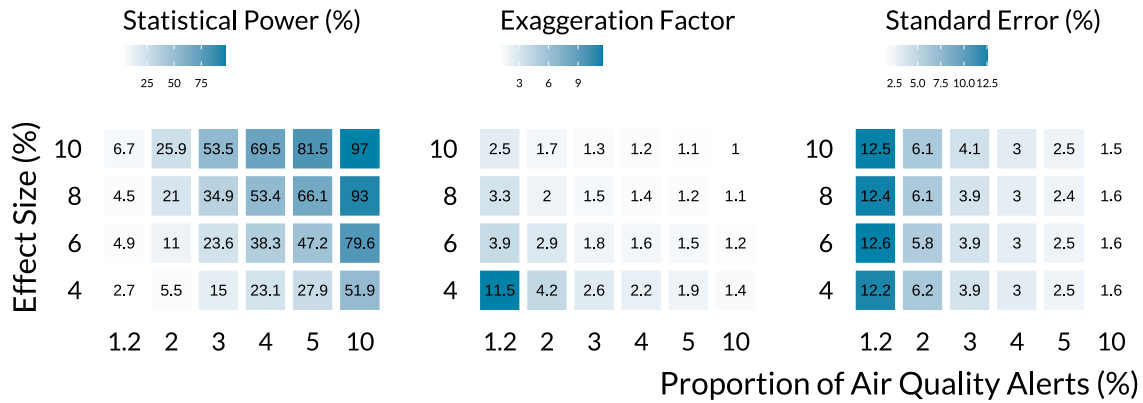 Statistical Power (%) Exaggeration Factor Standard Error (%)
25 50 75 3 6 9 2.5 5.0 7.5 10.0 12.5
Effect Size (%)
10 6.7 25.9 53.5 69.5 81.5 97 10 2.5 1.7 1.3 1.2 1.1 1 10 12.5 6.1 4.1 3 2.5 1.5
8 4.5 21 34.9 53.4 66.1 93 8 3.3 2 1.5 1.4 1.2 1.1 8 12.4 6.1 3.9 3 2.4 1.6
6 4.9 11 23.6 38.3 47.2 79.6 6 3.9 2.9 1.8 1.6 1.5 1.2 6 12.6 5.8 3.9 3 2.5 1.6
4 2.7 5.5 15 23.1 27.9 51.9 4 11.5 4.2 2.6 2.2 1.9 1.4 4 12.2 6.2 3.9 3 2.5 1.6
1.2 2 3 4 5 10 1.2 2 3 4 5 10 1.2 2 3 4 5 10
Proportion of Air Quality Alerts (%)